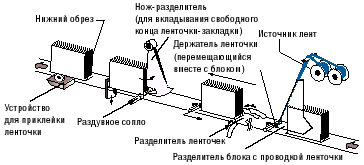 Нож-разделитель
(для вкладывания свободного
конца ленточки-закладки)
Нижний обрез
Держатель ленточки
(перемещающийся
вместе с блоком)
Источник лент
Устройство
для приклейки
ленточки
Раздувное сопло
Разделитель ленточек
Разделитель блока с проводкой ленточки